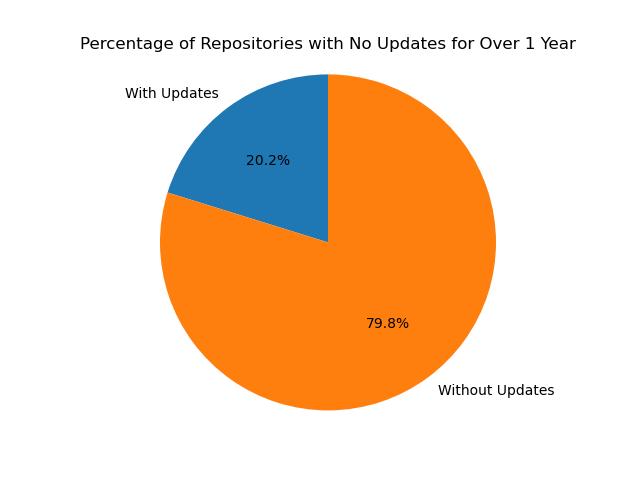 Percentage of Repositories with No Updates for Over 1 Year
With Updates
20.2%
79.8%
Without Updates